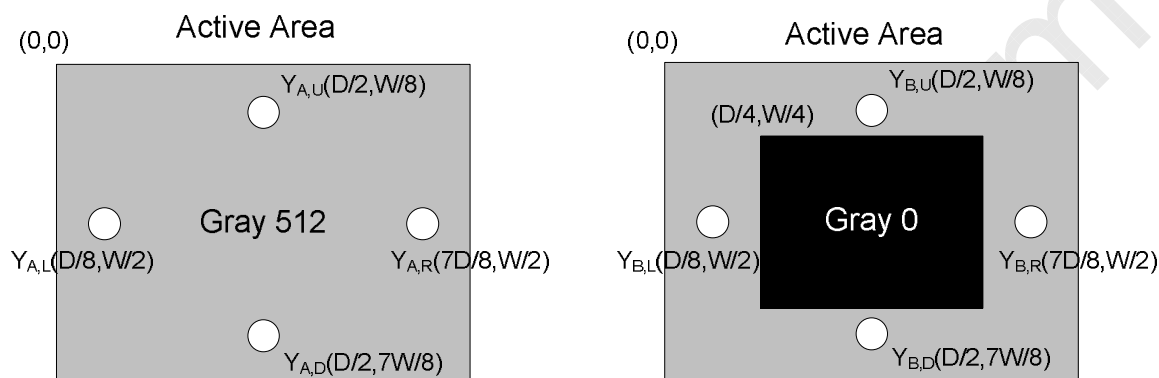 Active Area
(0,0)
Y_A,U(D/2,W/8)
Gray 512
Y_A,L(D/8,W/2)
Y_A,R(7D/8,W/2)
Y_A,D(D/2,7W/8)
Active Area
(0,0)
Y_B,U(D/2,W/8)
(D/4,W/4)
Gray 0
Y_B,L(D/8,W/2)
Y_B,R(7D/8,W/2)
Y_B,D(D/2,7W/8)
m